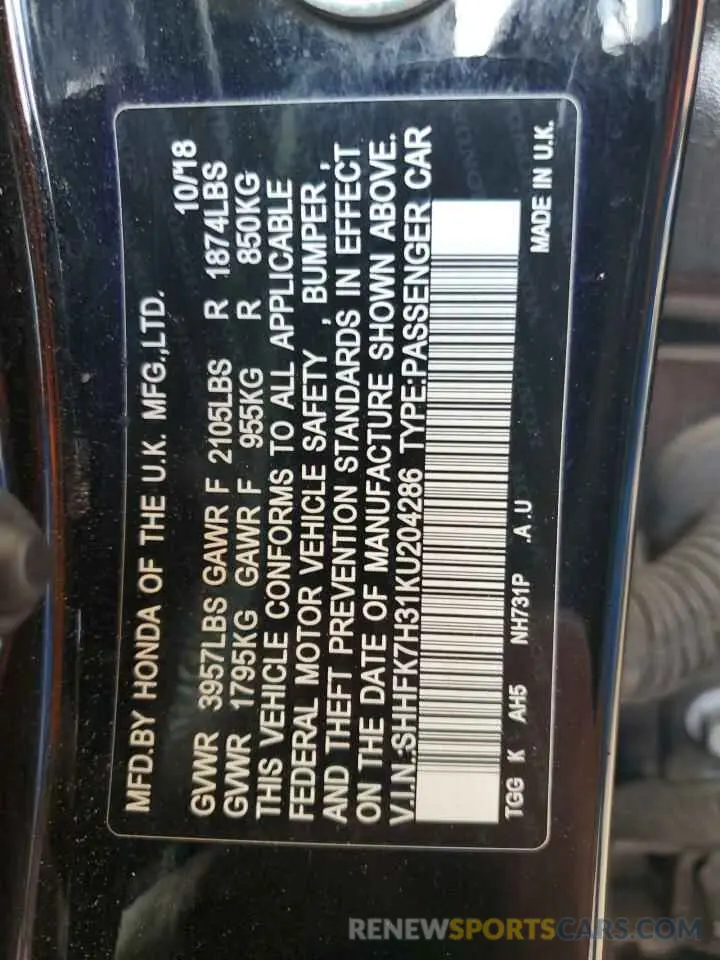 MFD.BY HONDA OF THE U.K. MFG.,LTD. 10/18
GVWR 3957LBS GAWR F 2105LBS R 1874LBS
GVWR 1795KG GAWR F 955KG R 850KG
THIS VEHICLE CONFORMS TO ALL APPLICABLE
FEDERAL MOTOR VEHICLE SAFETY , BUMPER ,
AND THEFT PREVENTION STANDARDS IN EFFECT
ON THE DATE OF MANUFACTURE SHOWN ABOVE.
V.I.N.:SHHFK7H31KU204286 TYPE:PASSENGER CAR
TGG K AH5 NH731P .A.U
MADE IN U.K.
RENEWSPORTSCARS.COM